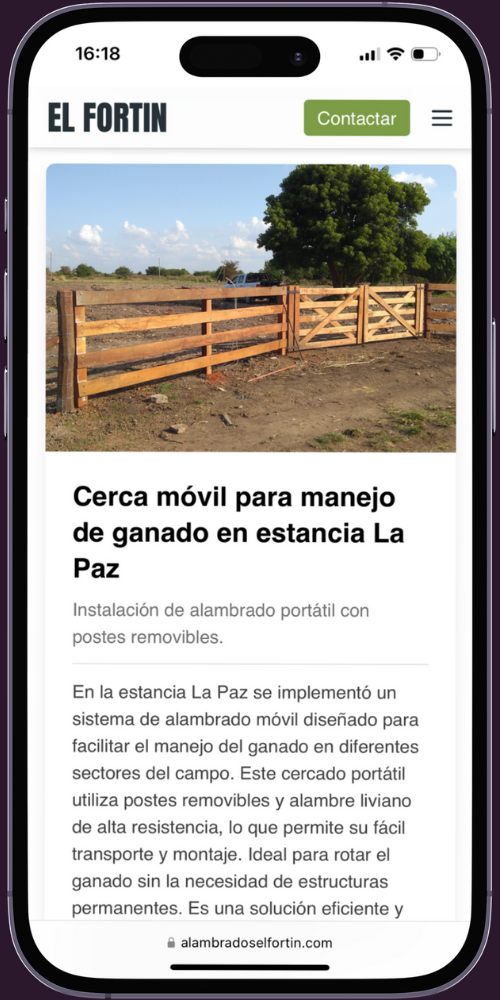 16:18
EL FORTIN
Contactar
Cerca móvil para manejo
de ganado en estancia La
Paz
Instalación de alambrado portátil con
postes removibles.
En la estancia La Paz se implementó un
sistema de alambrado móvil diseñado para
facilitar el manejo del ganado en diferentes
sectores del campo. Este cercado portátil
utiliza postes removibles y alambre liviano
de alta resistencia, lo que permite su fácil
transporte y montaje. Ideal para rotar el
ganado sin la necesidad de estructuras
permanentes. Es una solución eficiente y
alambradoselfortin.com